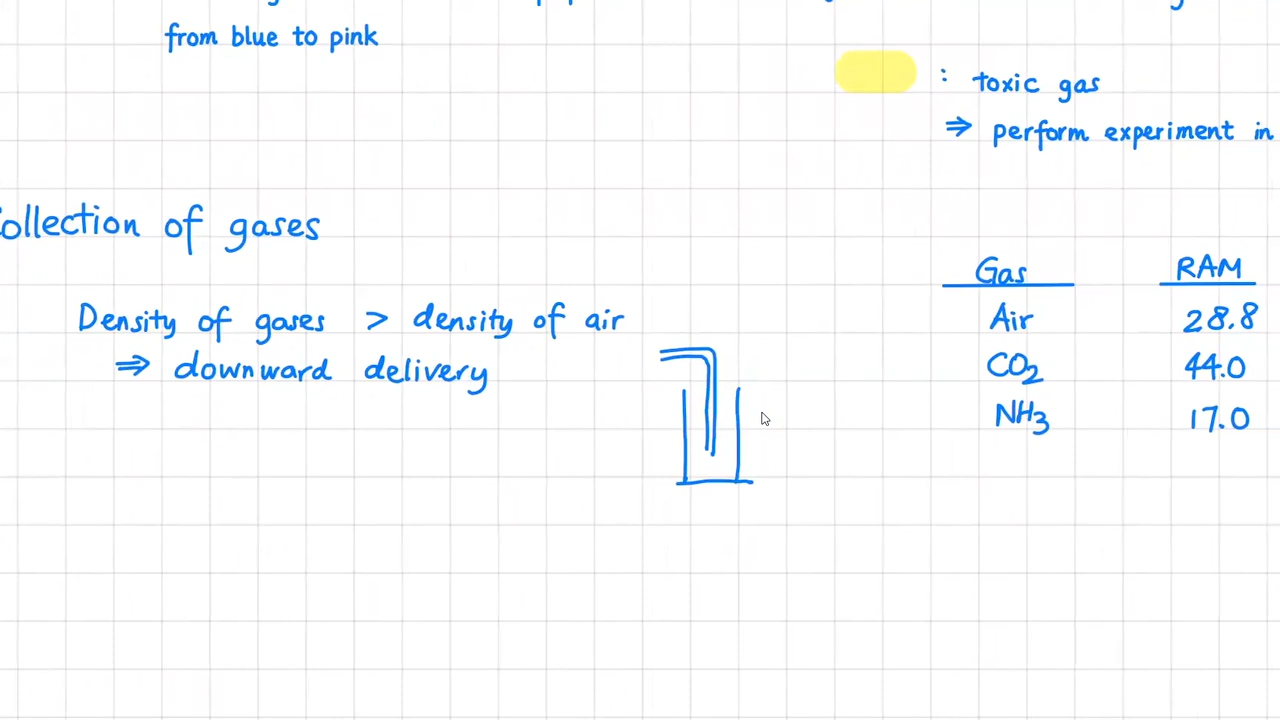 from blue to pink
: toxic gas
⇒ perform experiment in
Collection of gases
Density of gases > density of air
⇒ downward delivery
Gas RAM
Air 28.8
CO₂ 44.0
NH₃ 17.0